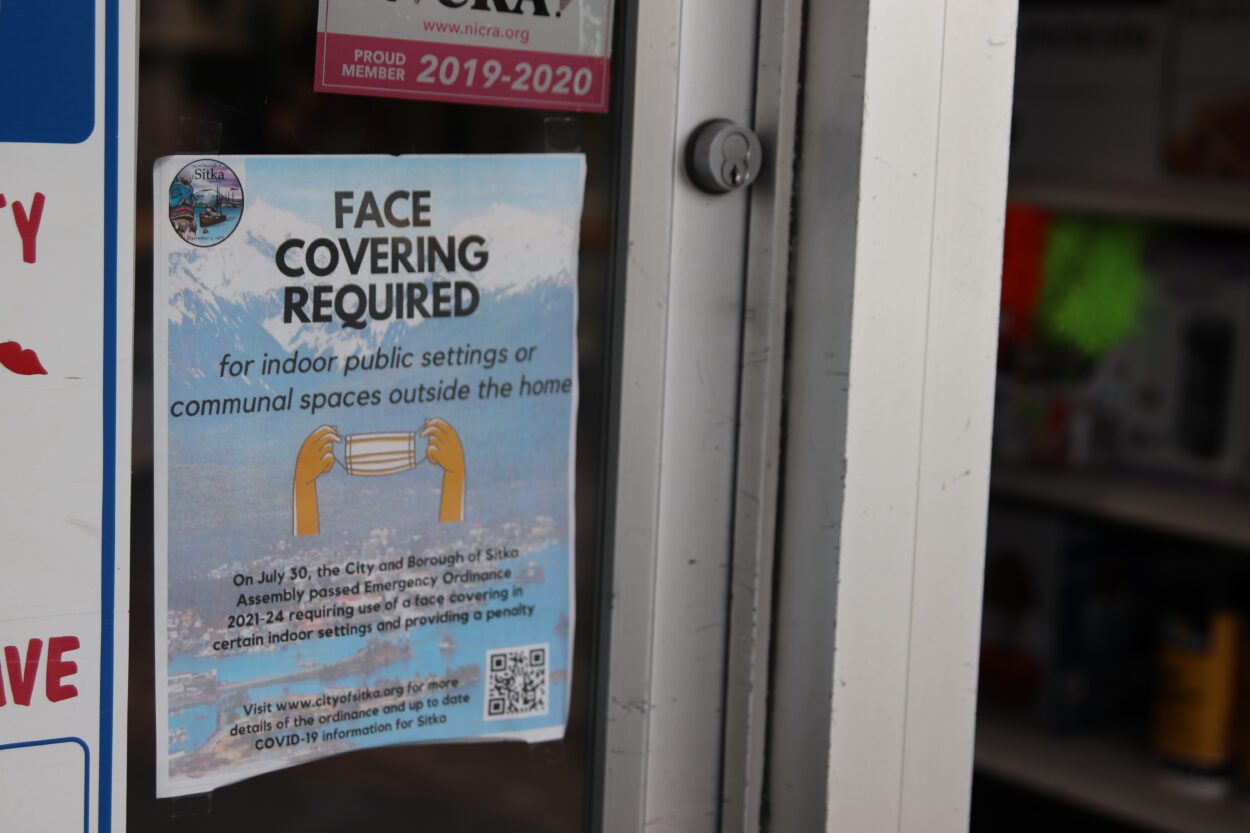 www.nicra.org
PROUD
MEMBER 2019-2020
Sitka
FACE
COVERING
REQUIRED
for indoor public settings or
communal spaces outside the home
On July 30, the City and Borough of Sitka
Assembly passed Emergency Ordinance
2021-24 requiring use of a face covering in
certain indoor settings and providing a penalty
Visit www.cityofsitka.org for more
details of the ordinance and up to date
COVID-19 information for Sitka